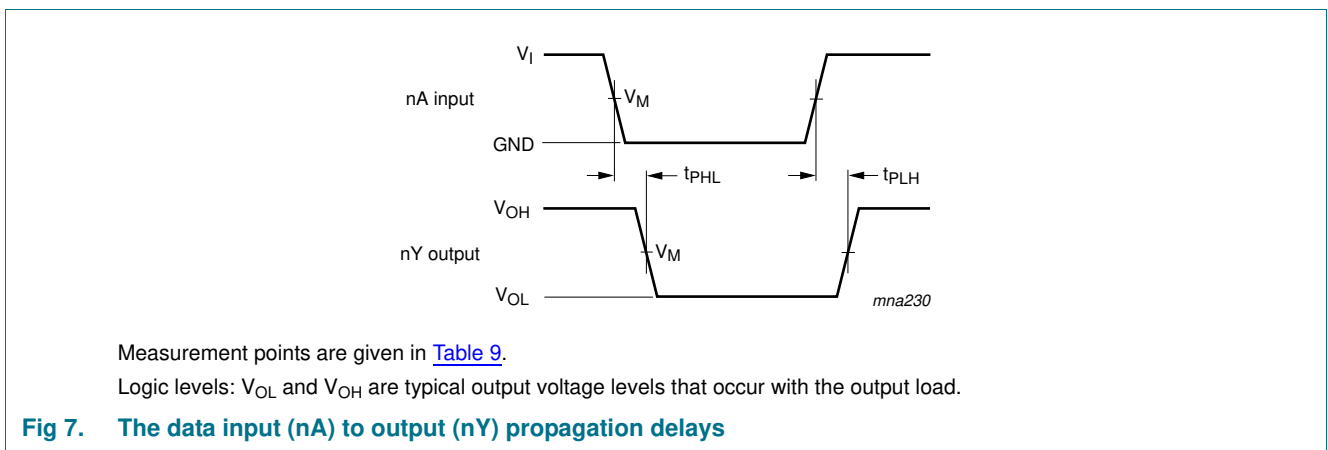 VI
nA input
VM
GND
tPHL
tPLH
VOH
nY output
VM
VOL
mna230
Measurement points are given in Table 9.
Logic levels: VOL and VOH are typical output voltage levels that occur with the output load.
Fig 7. The data input (nA) to output (nY) propagation delays